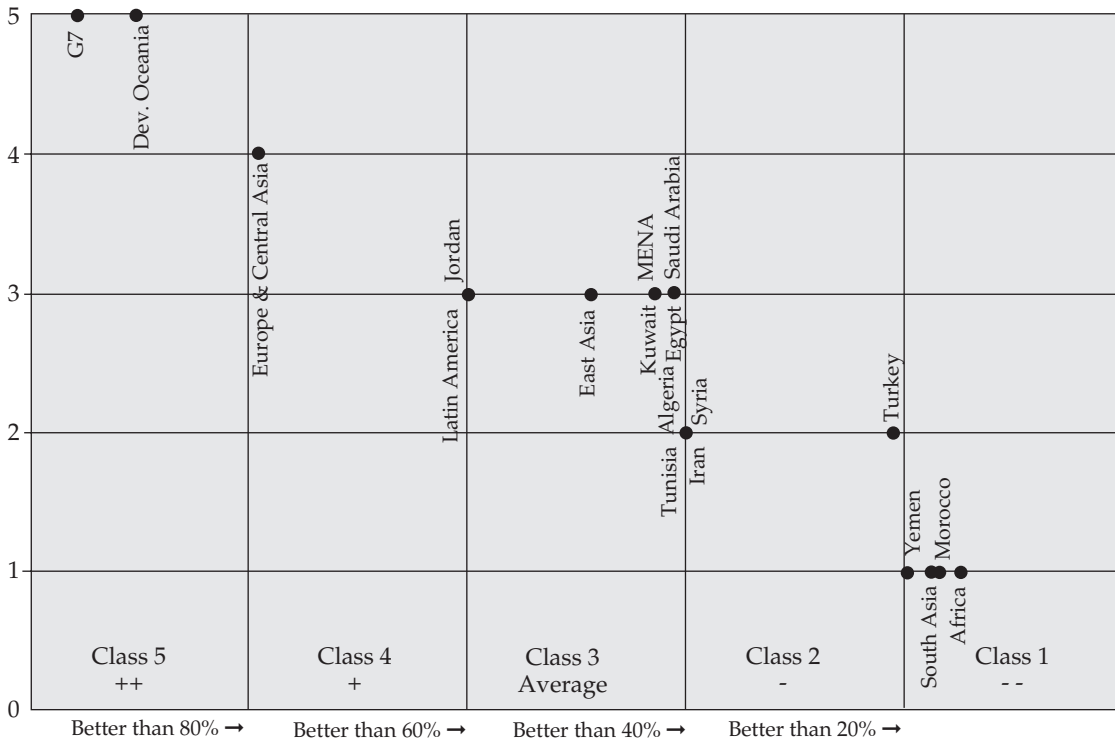 5
G7
Dev. Oceania
4
Europe & Central Asia
Jordan
Latin America
3
East Asia
MENA
Kuwait
Saudi Arabia
Egypt
Algeria
Tunisia
Syria
Iran
2
Turkey
Yemen
Morocco
1
South Asia
Africa
Class 5
++
Class 4
+
Class 3
Average
Class 2
-
Class 1
- -
0
Better than 80% →
Better than 60% →
Better than 40% →
Better than 20% →